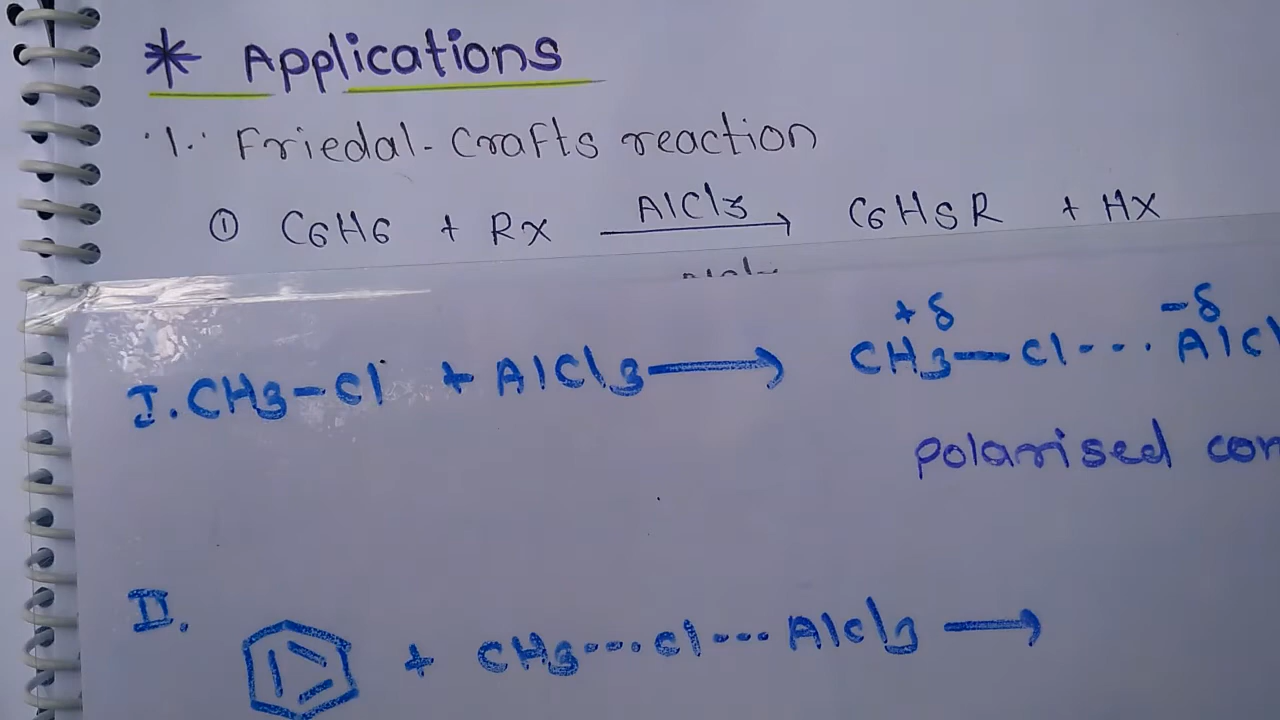 * Applications
1. Friedal-Crafts reaction
① C6H6 + Rx AlCl3 → C6H5R + HX
+δ -δ
I. CH3-Cl + AlCl3 → CH3-Cl... AlCl
polarised
II. + CH3...Cl...AlCl3 →